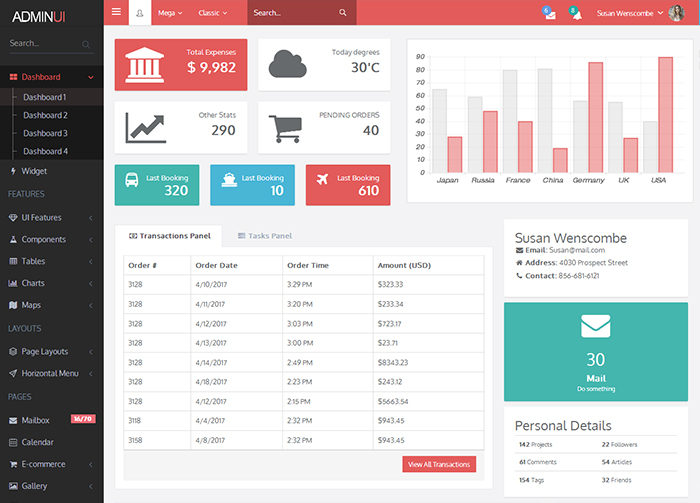 ADMINUI
Mega
Classic
Search...
6
8
Susan Wenscombe
Search...
Dashboard
Dashboard 1
Dashboard 2
Dashboard 3
Dashboard 4
Widget
FEATURES
UI Features
Components
Tables
Charts
Maps
LAYOUTS
Page Layouts
Horizontal Menu
PAGES
Mailbox 16/70
Calendar
E-commerce
Gallery
Total Expenses
$ 9,982
Today degrees
30'C
Other Stats
290
PENDING ORDERS
40
Last Booking
320
Last Booking
10
Last Booking
610
90
80
70
60
50
40
30
20
10
0
Japan Russia France China Germany UK USA
Transactions Panel Tasks Panel
Order # Order Date Order Time Amount (USD)
3128 4/10/2017 3:29 PM $323.33
3128 4/11/2017 3:20 PM $233.34
3128 4/12/2017 3:03 PM $723.17
3128 4/13/2017 3:00 PM $23.71
3128 4/14/2017 2:49 PM $8343.23
3128 4/18/2017 2:23 PM $243.12
3128 4/12/2017 2:15 PM $5663.54
3118 4/4/2017 2:32 PM $943.45
3158 4/8/2017 2:32 PM $943.45
View All Transactions
Susan Wenscombe
Email: Susan@mail.com
Address: 4030 Prospect Street
Contact: 856-681-6121
30
Mail
Do something
Personal Details
142 Projects 22 Followers
61 Comments 54 Articles
154 Tags 32 Friends